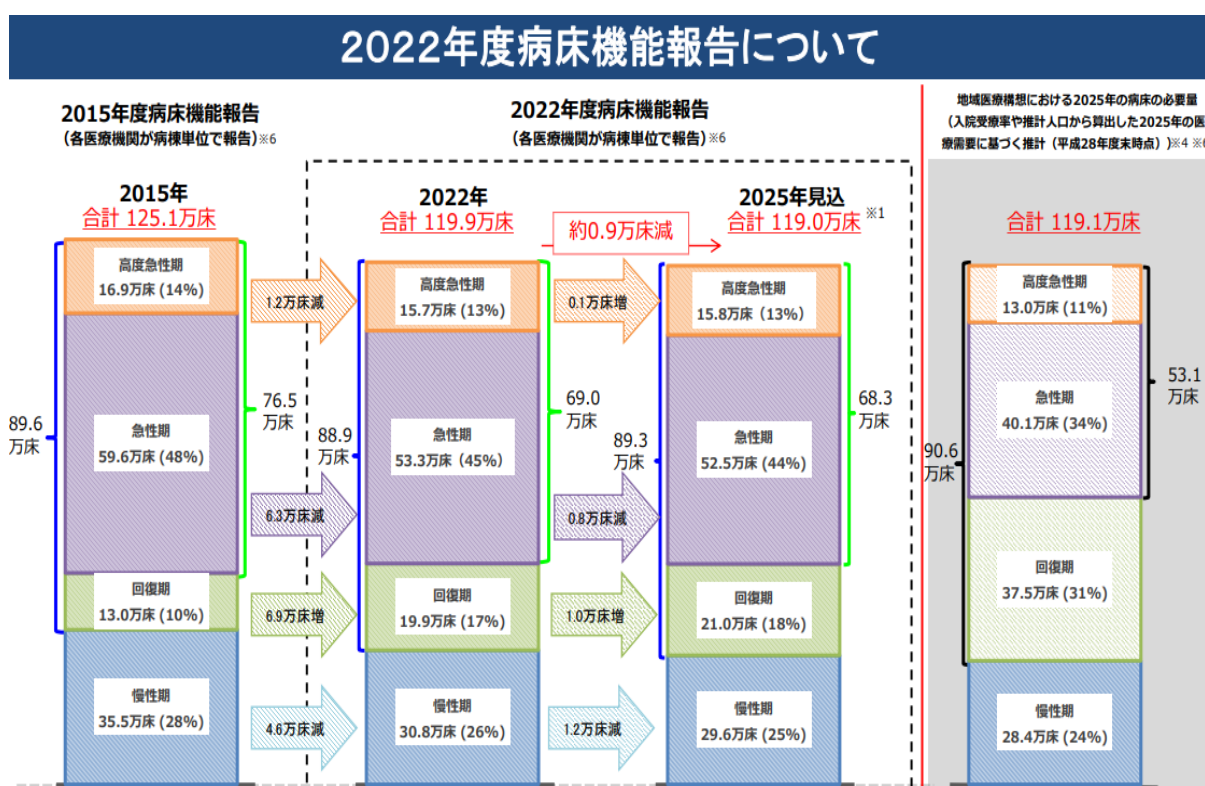 2022年度病床機能報告について
2015年度病床機能報告
（各医療機関が病棟単位で報告）※6
2022年度病床機能報告
（各医療機関が病棟単位で報告）※6
地域医療構想における2025年の病床の必要量
（入院受療率や推計人口から算出した2025年の医
療需要に基づく推計（平成28年度末時点））※4 ※6
2015年
合計 125.1万床
2022年
合計 119.9万床
約0.9万床減
2025年見込
合計 119.0万床
※1
合計 119.1万床
高度急性期
16.9万床 (14%)
1.2万床減
高度急性期
15.7万床 (13%)
0.1万床増
高度急性期
15.8万床（13%）
高度急性期
13.0万床 (11%)
89.6
万床
急性期
59.6万床 (48%)
76.5
万床
6.3万床減
88.9
万床
急性期
53.3万床（45%）
69.0
万床
0.8万床減
89.3
万床
急性期
52.5万床 (44%)
68.3
万床
90.6
万床
急性期
40.1万床 (34%)
53.1
万床
回復期
13.0万床 (10%)
6.9万床増
回復期
19.9万床 (17%)
1.0万床増
回復期
21.0万床 (18%)
回復期
37.5万床 (31%)
慢性期
35.5万床 (28%)
4.6万床減
慢性期
30.8万床 (26%)
1.2万床減
慢性期
29.6万床 (25%)
慢性期
28.4万床 (24%)